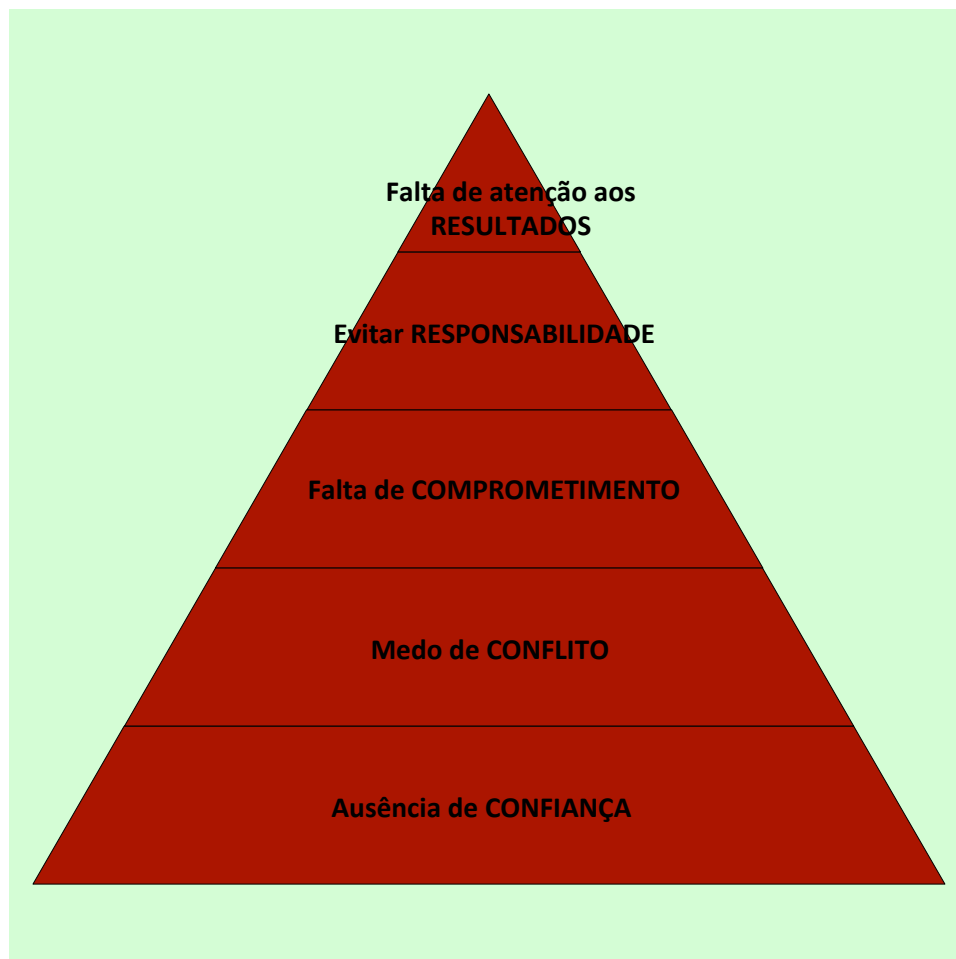 Falta de atenção aos
RESULTADOS
Evitar RESPONSABILIDADE
Falta de COMPROMETIMENTO
Medo de CONFLITO
Ausência de CONFIANÇA